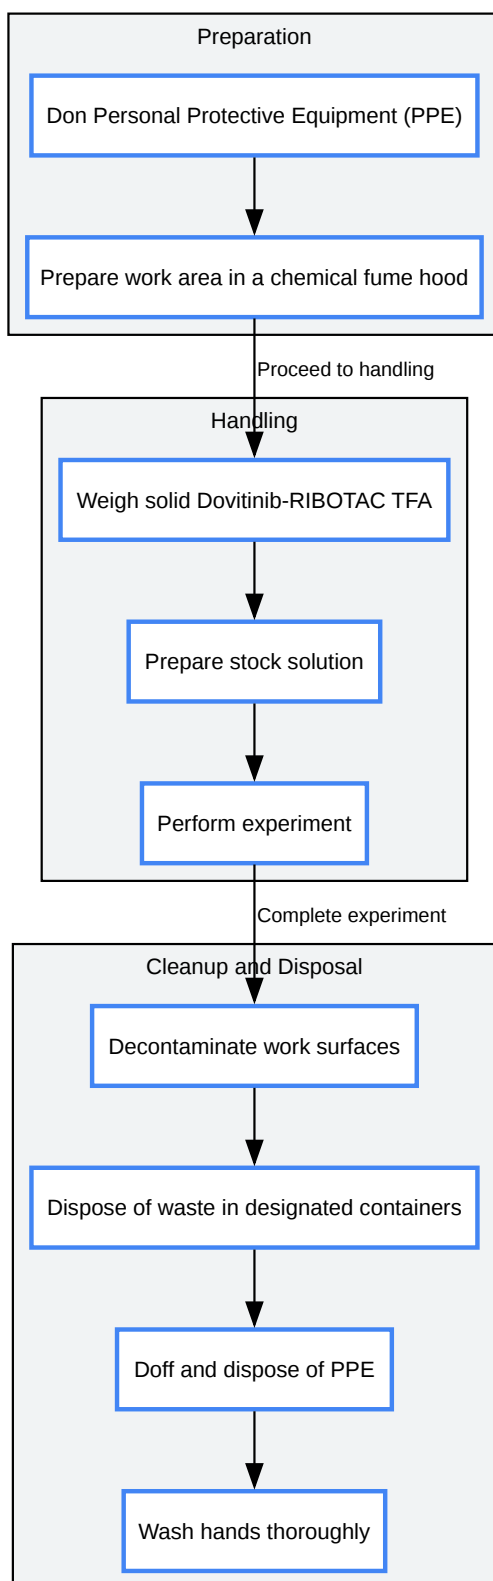 Preparation
Don Personal Protective Equipment (PPE)
Prepare work area in a chemical fume hood
Proceed to handling
Handling
Weigh solid Dovitinib-RIBOTAC TFA
Prepare stock solution
Perform experiment
Complete experiment
Cleanup and Disposal
Decontaminate work surfaces
Dispose of waste in designated containers
Doff and dispose of PPE
Wash hands thoroughly